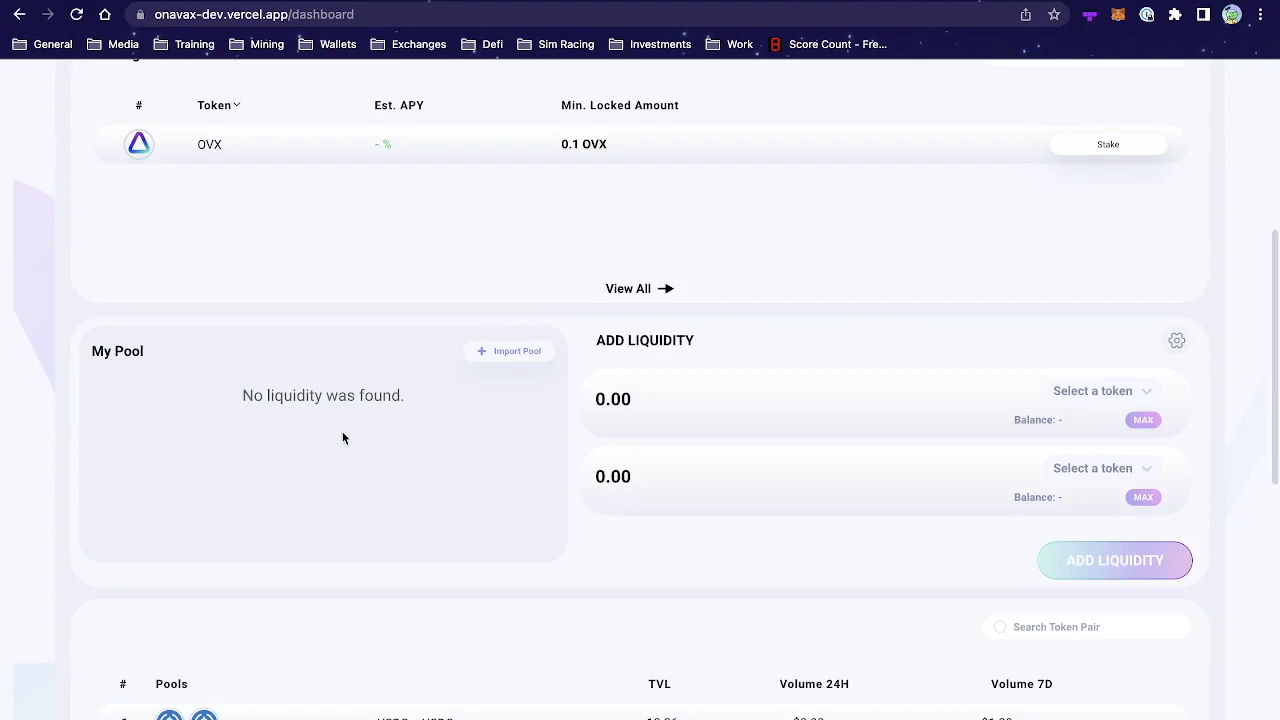 onavax-dev.vercel.app/dashboard
General Media Training Mining Wallets Exchanges Defi Sim Racing Investments Work 8 Score Count - Fre...
# Token Est. APY Min. Locked Amount
OVX - % 0.1 OVX Stake
View All
My Pool
Import Pool
No liquidity was found.
ADD LIQUIDITY
0.00 Select a token
Balance: - MAX
0.00 Select a token
Balance: - MAX
ADD LIQUIDITY
Search Token Pair
# Pools TVL Volume 24H Volume 7D